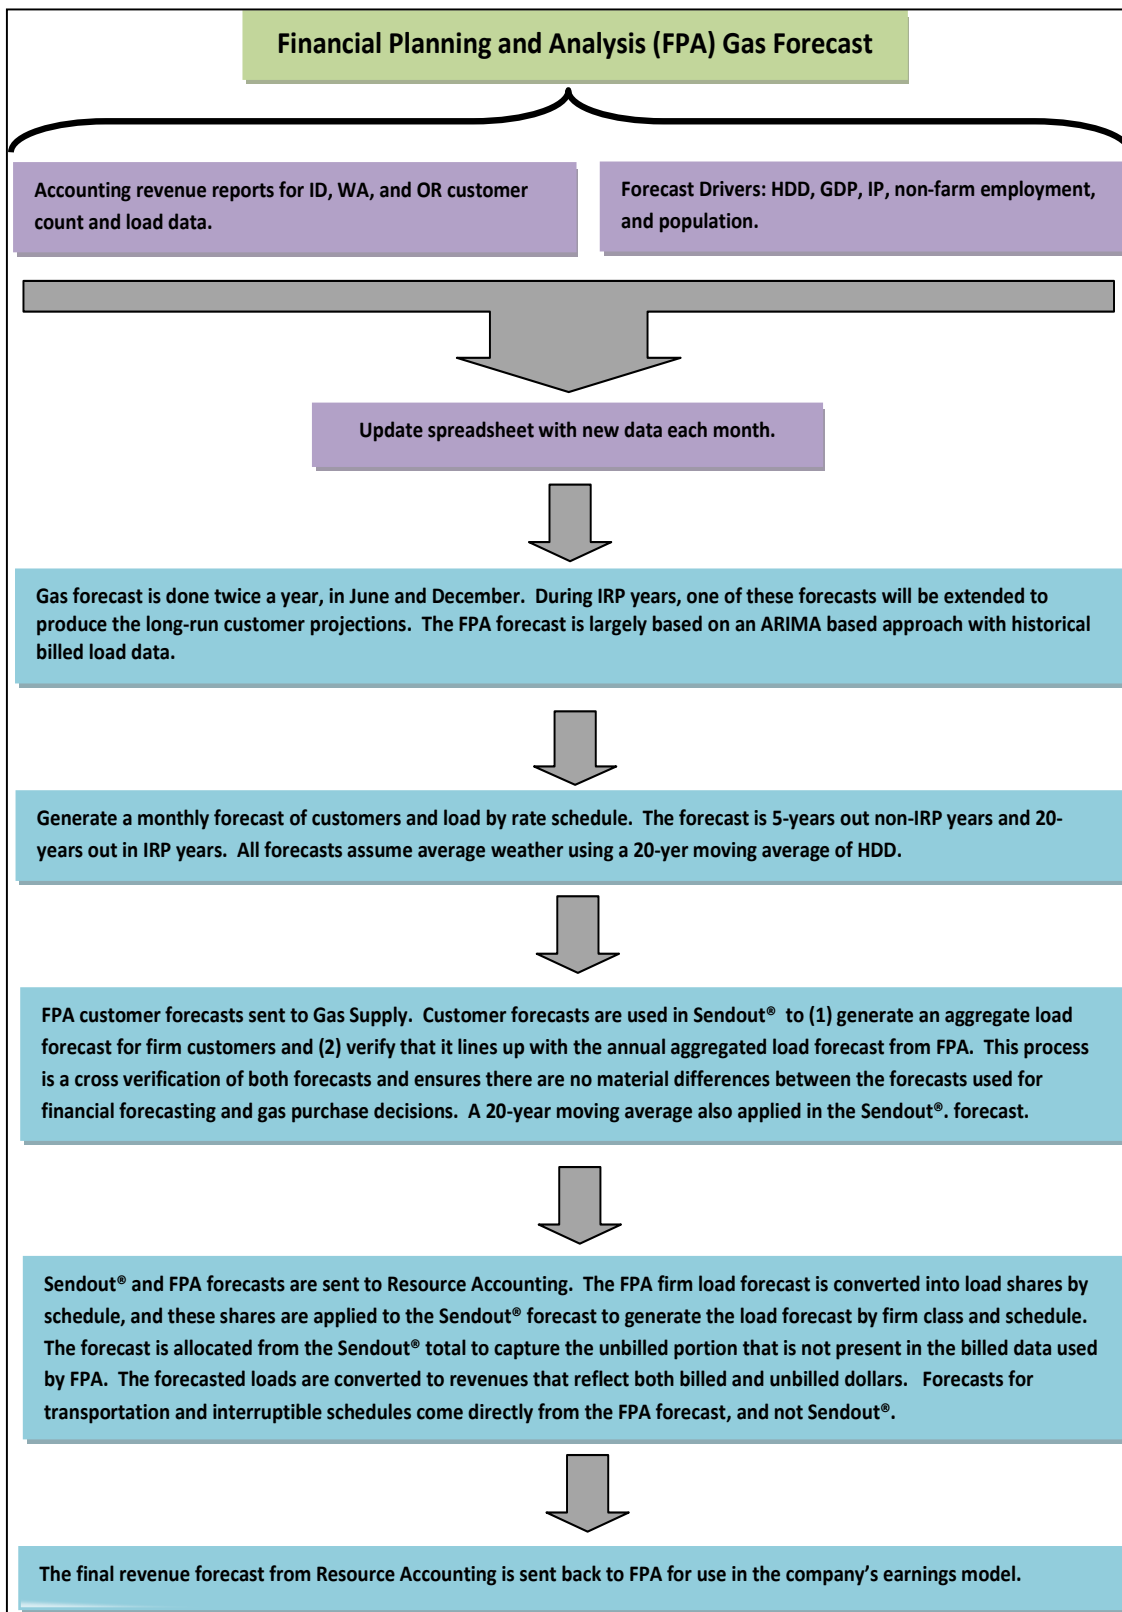 Financial Planning and Analysis (FPA) Gas Forecast
Accounting revenue reports for ID, WA, and OR customer
count and load data.
Forecast Drivers: HDD, GDP, IP, non-farm employment,
and population.
Update spreadsheet with new data each month.
Gas forecast is done twice a year, in June and December.  During IRP years, one of these forecasts will be extended to
produce the long-run customer projections.  The FPA forecast is largely based on an ARIMA based approach with historical
billed load data.
Generate a monthly forecast of customers and load by rate schedule.  The forecast is 5-years out non-IRP years and 20-
years out in IRP years.  All forecasts assume average weather using a 20-yer moving average of HDD.
FPA customer forecasts sent to Gas Supply.  Customer forecasts are used in Sendout®  to (1) generate an aggregate load
forecast for firm customers and (2) verify that it lines up with the annual aggregated load forecast from FPA.  This process
is a cross verification of both forecasts and ensures there are no material differences between the forecasts used for
financial forecasting and gas purchase decisions.  A 20-year moving average also applied in the Sendout®. forecast.
Sendout® and FPA forecasts are sent to Resource Accounting.  The FPA firm load forecast is converted into load shares by
schedule, and these shares are applied to the Sendout® forecast to generate the load forecast by firm class and schedule.
The forecast is allocated from the Sendout® total to capture the unbilled portion that is not present in the billed data used
by FPA.  The forecasted loads are converted to revenues that reflect both billed and unbilled dollars.   Forecasts for
transportation and interruptible schedules come directly from the FPA forecast, and not Sendout®.
The final revenue forecast from Resource Accounting is sent back to FPA for use in the company's earnings model.